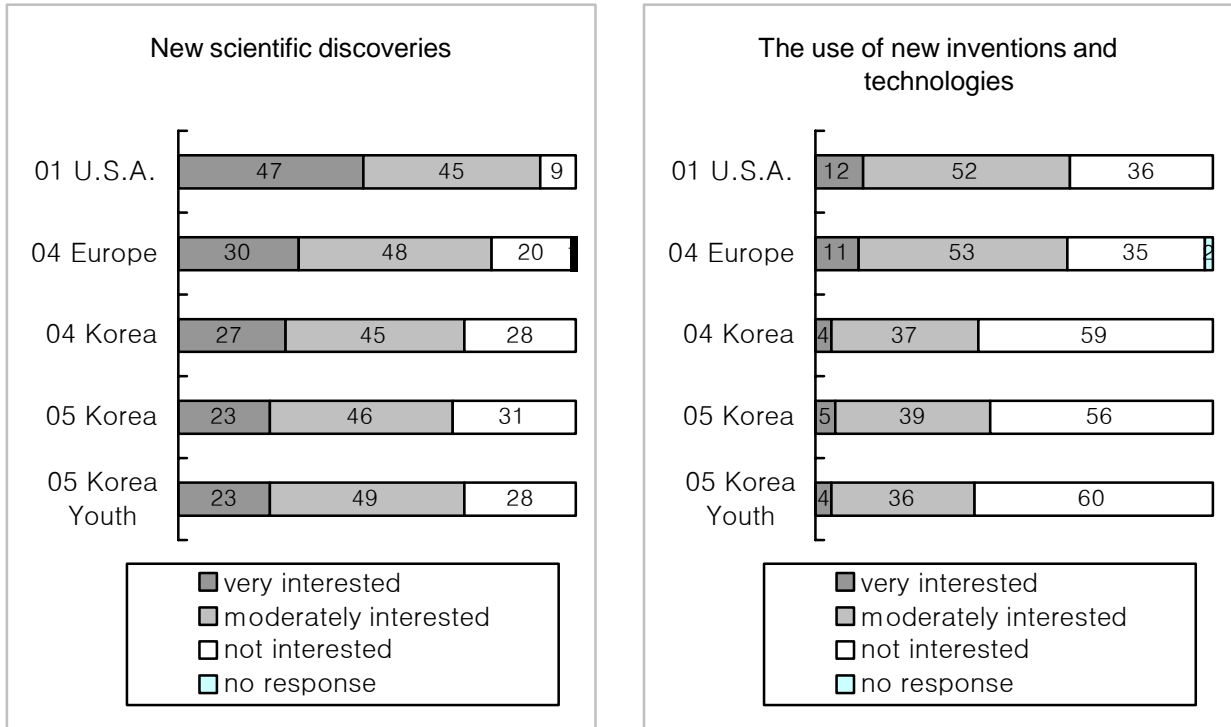 New scientific discoveries
01 U.S.A.
47 45 9
04 Europe
30 48 20
04 Korea
27 45 28
05 Korea
23 46 31
05 Korea
Youth
23 49 28
very interested
moderately interested
not interested
no response
The use of new inventions and
technologies
01 U.S.A.
12 52 36
04 Europe
11 53 35 2
04 Korea
4 37 59
05 Korea
5 39 56
05 Korea
Youth
4 36 60
very interested
moderately interested
not interested
no response